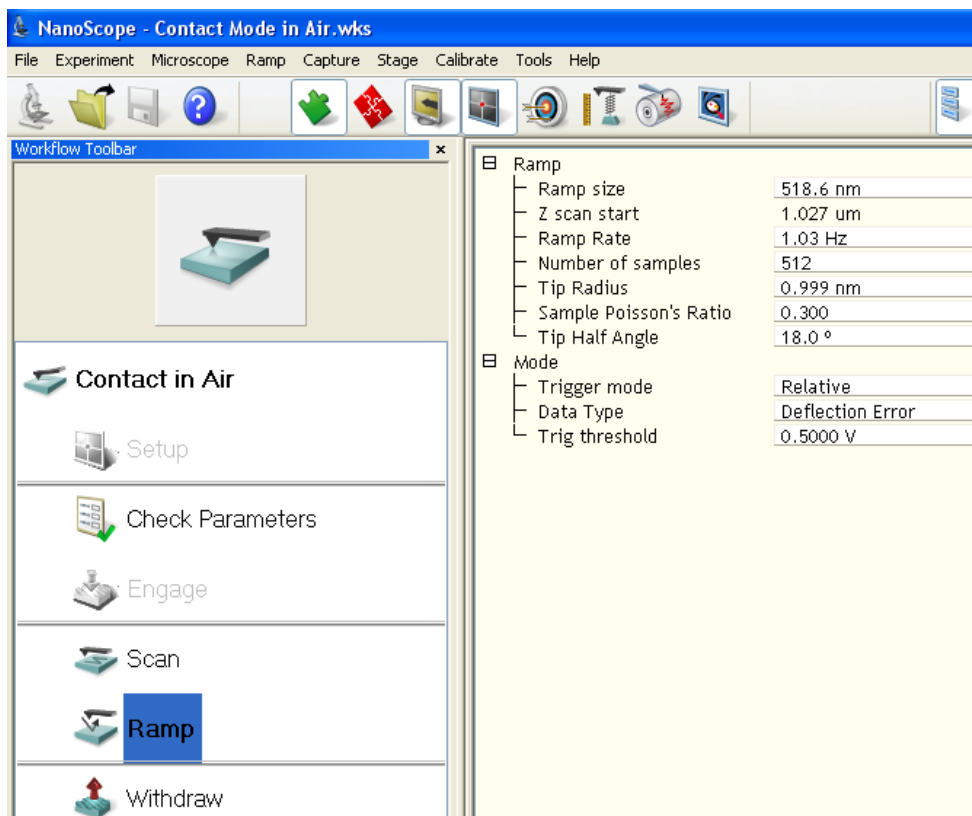 NanoScope - Contact Mode in Air.wks
File Experiment Microscope Ramp Capture Stage Calibrate Tools Help
Workflow Toolbar
Contact in Air
Setup
Check Parameters
Engage
Scan
Ramp
Withdraw
Ramp
Ramp size 518.6 nm
Z scan start 1.027 um
Ramp Rate 1.03 Hz
Number of samples 512
Tip Radius 0.999 nm
Sample Poisson's Ratio 0.300
Tip Half Angle 18.0 º
Mode
Trigger mode Relative
Data Type Deflection Error
Trig threshold 0.5000 V